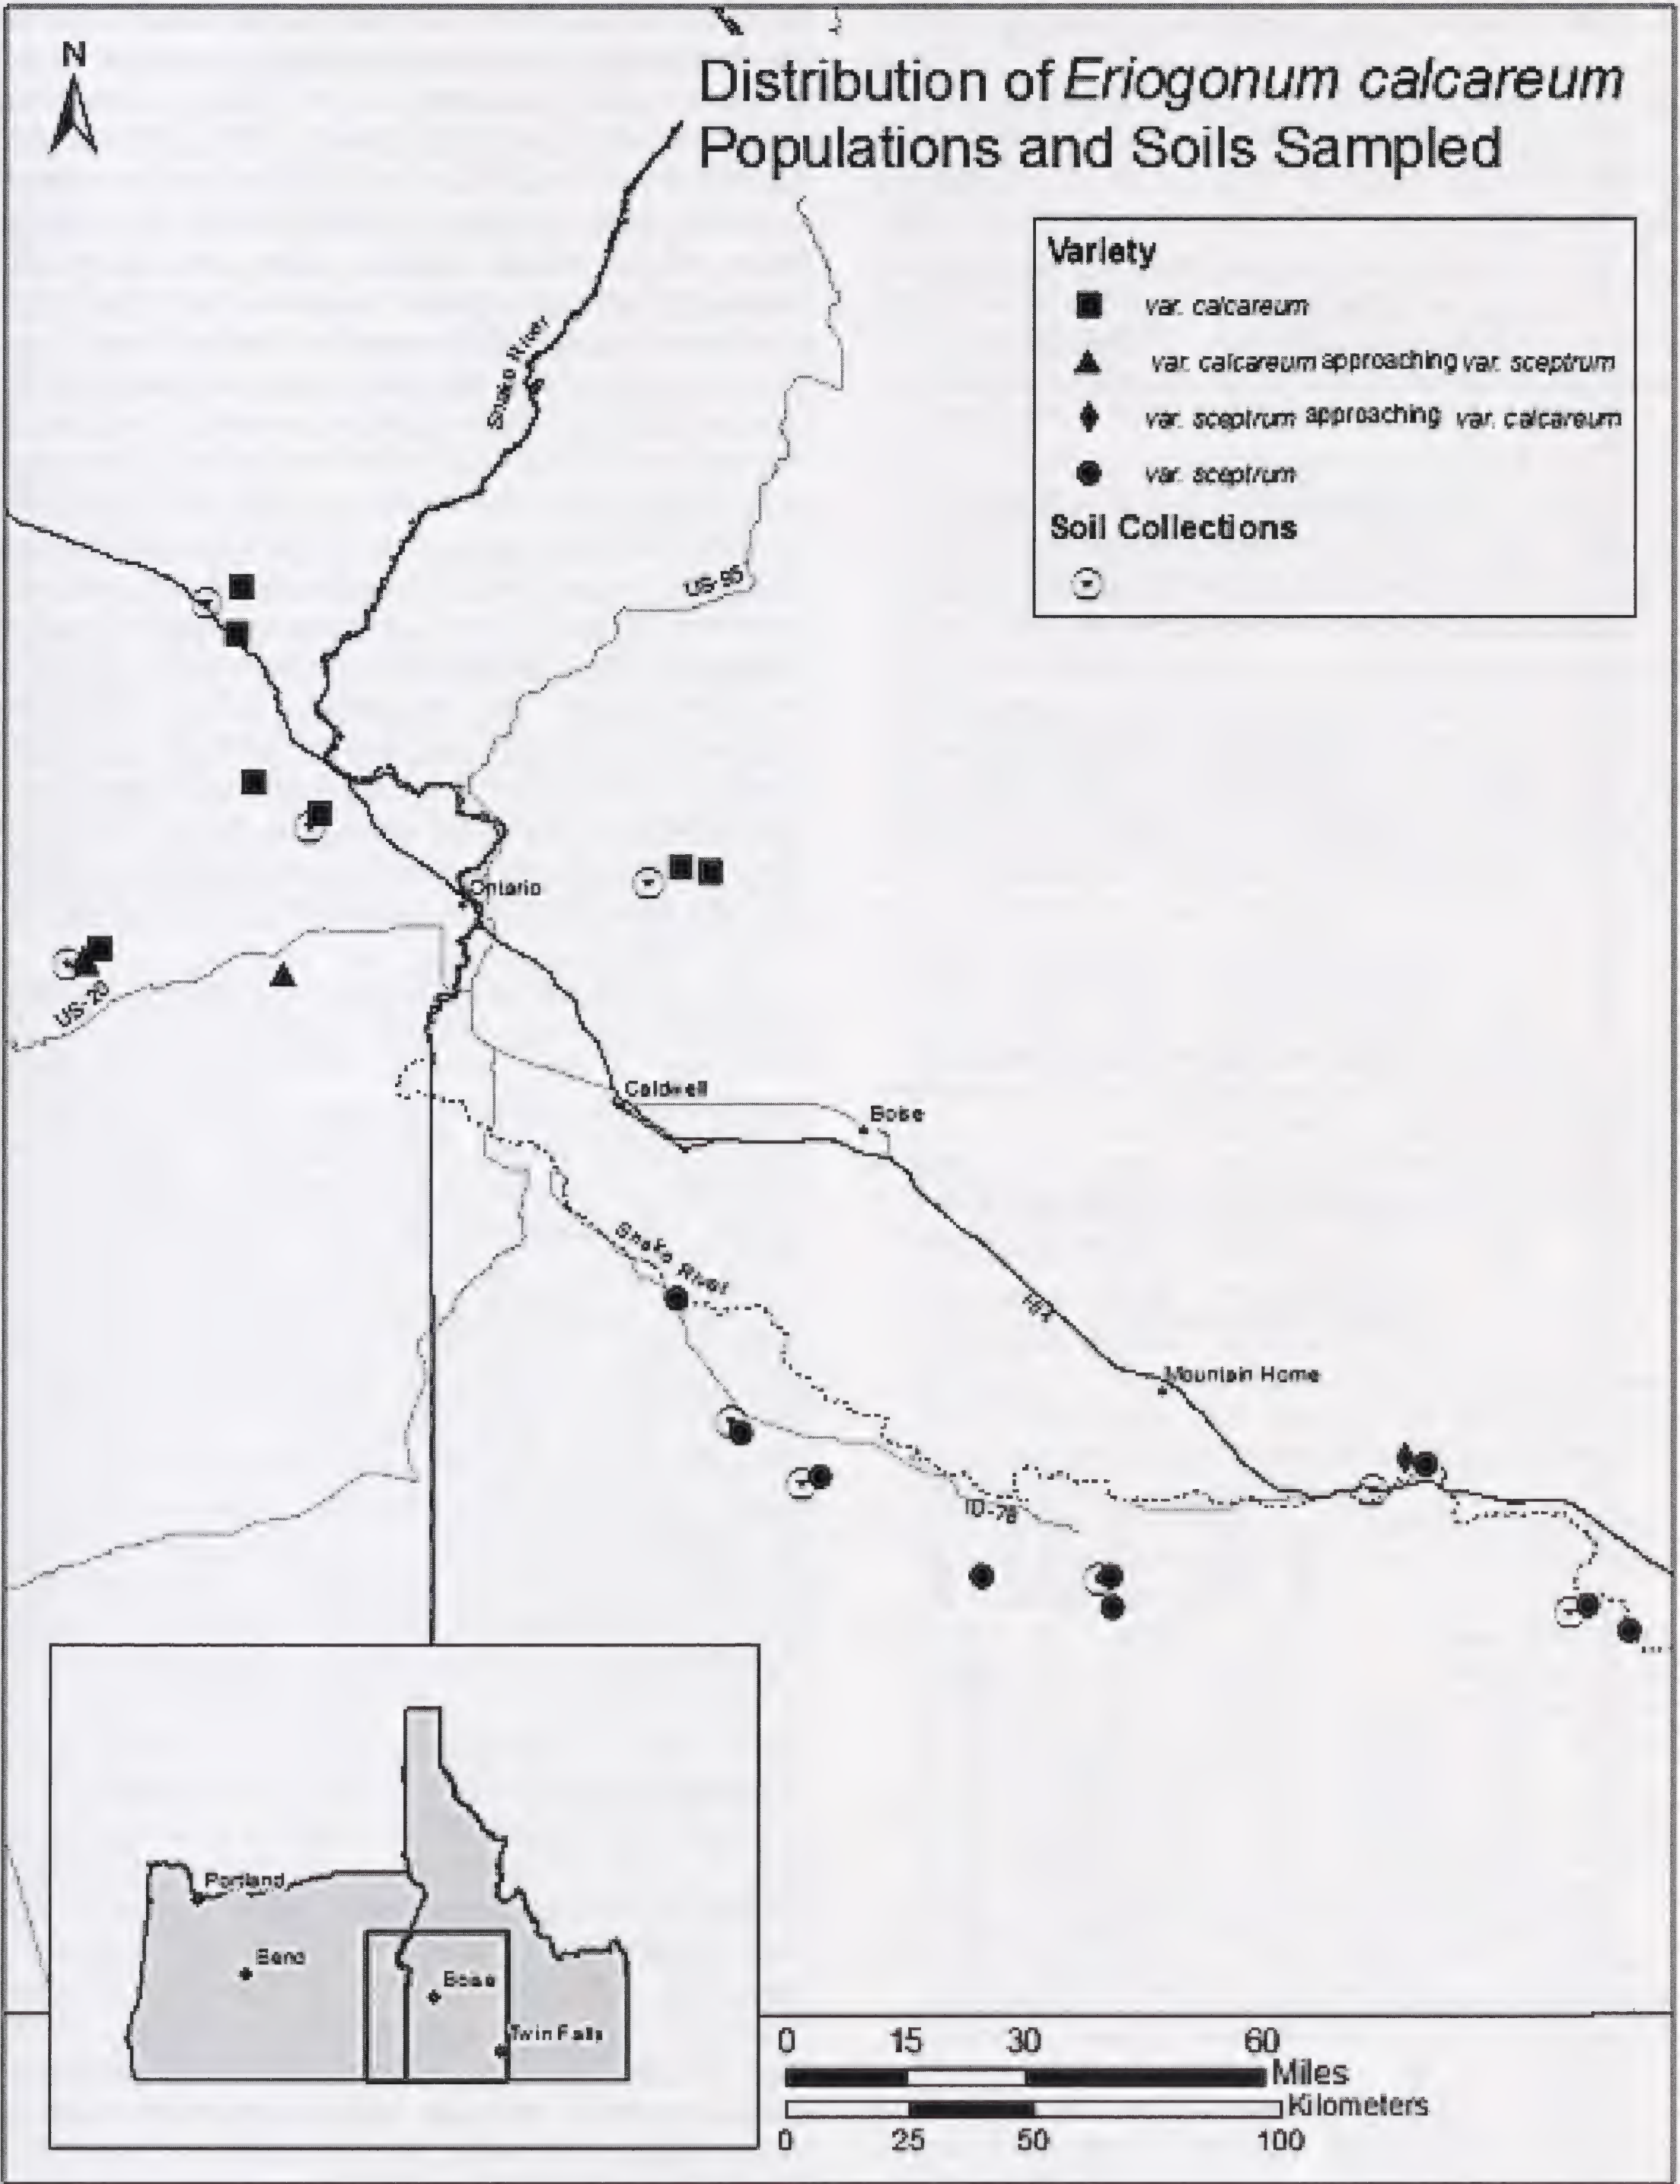 N
Distribution of Eriogonum calcareum
Populations and Soils Sampled
Variety
var. calcareum
var. calcareum approaching var. sceptrum
var. sceptrum approaching var. calcareum
var. sceptrum
Soil Collections
Snake River
US-95
Ontario
US-20
Caldwell
Boise
Snake River
I-84
Mountain Home
ID-78
Portland
Bend
Boise
Twin Falls
0 15 30 60
Miles
Kilometers
0 25 50 100